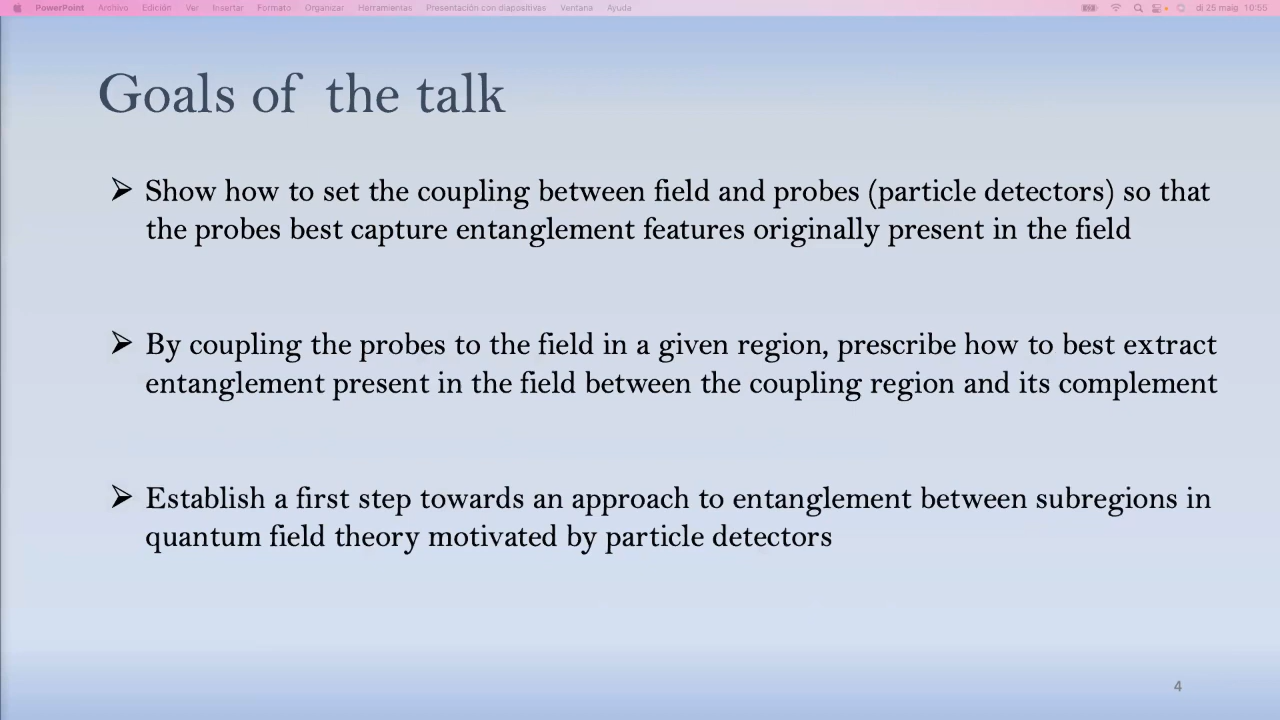 PowerPoint Archivo Edición Ver Insertar Formato Organizar Herramientas Presentación con diapositivas Ventana Ayuda di 25 maig 10:55
Goals of the talk
➢ Show how to set the coupling between field and probes (particle detectors) so that
the probes best capture entanglement features originally present in the field
➢ By coupling the probes to the field in a given region, prescribe how to best extract
entanglement present in the field between the coupling region and its complement
➢ Establish a first step towards an approach to entanglement between subregions in
quantum field theory motivated by particle detectors
4